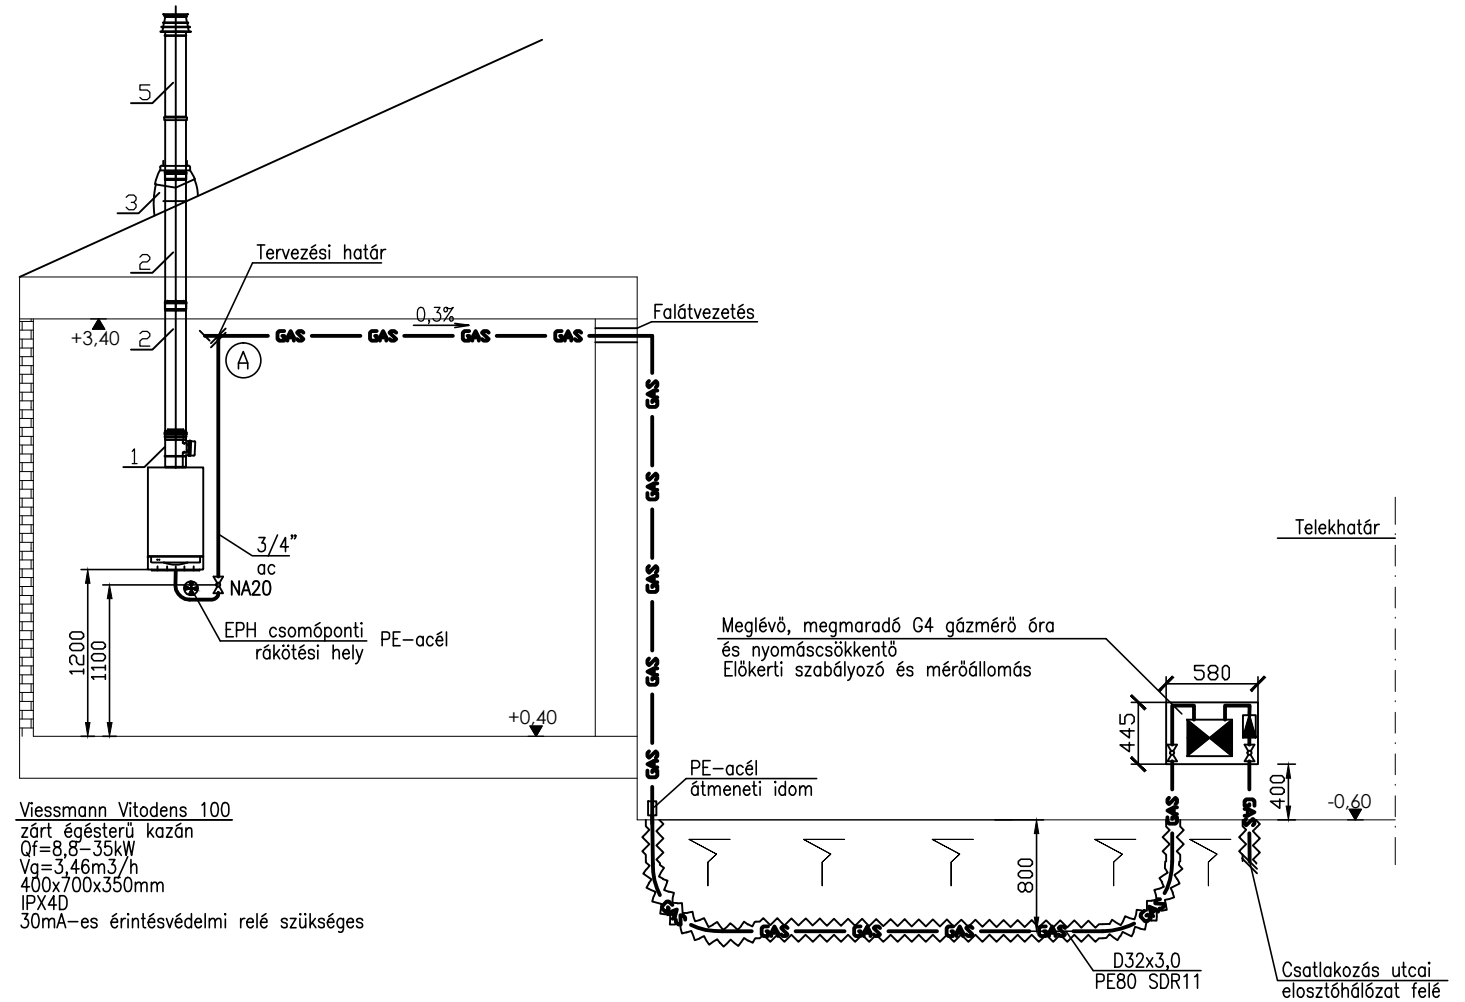 5
3
2
Tervezési határ
0,3%
Falátvezetés
+3,40
2
A
GAS GAS GAS GAS
GAS
GAS
GAS
GAS
GAS
1
3/4”
ac
NA20
EPH csomóponti
rákötési hely
PE-acél
1200
1100
+0,40
Telekhatár
Meglévő, megmaradó G4 gázmérő óra
és nyomáscsökkentő
Előkerti szabályozó és mérőállomás
580
445
400
-0,60
PE-acél
átmeneti idom
GAS
GAS
800
GAS GAS GAS GAS GAS GAS
D32x3,0
PE80 SDR11
Csatlakozás utcai
elosztóhálózat felé
Viessmann Vitodens 100
zárt égésterű kazán
Qf=8,8-35kW
Vg=3,46m3/h
400x700x350mm
IPX4D
30mA-es érintésvédelmi relé szükséges